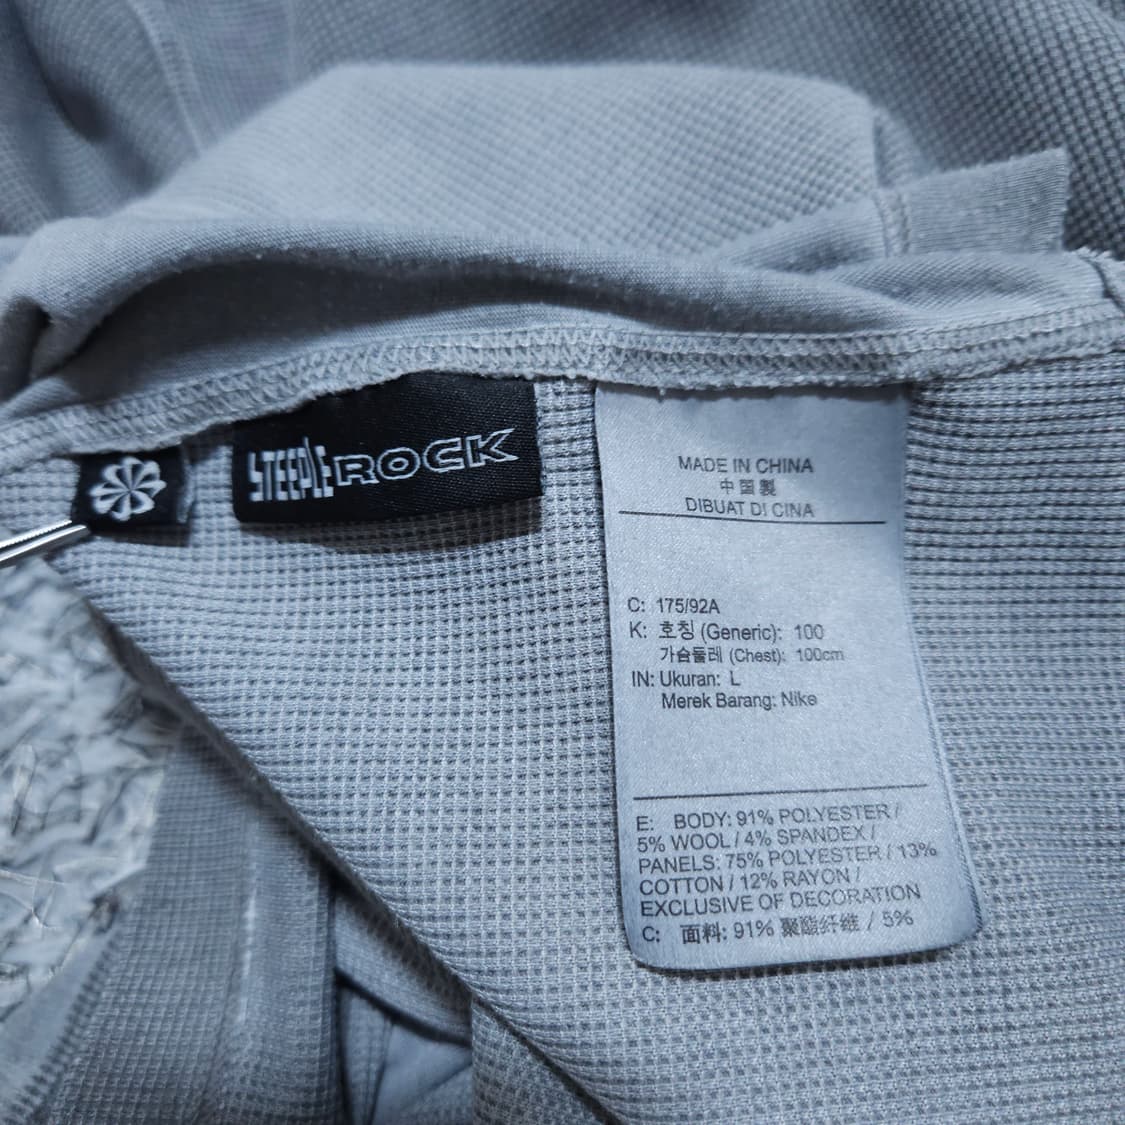 STEEPLE ROCK
MADE IN CHINA
中国製
DIBUAT DI CINA
C: 175/92A
K: 호칭 (Generic): 100
가슴둘레 (Chest): 100cm
IN: Ukuran: L
Merek Barang: Nike
E: BODY: 91% POLYESTER /
5% WOOL / 4% SPANDEX /
PANELS: 75% POLYESTER / 13%
COTTON / 12% RAYON /
EXCLUSIVE OF DECORATION
C: 面料: 91% 聚酯纤维 / 5%